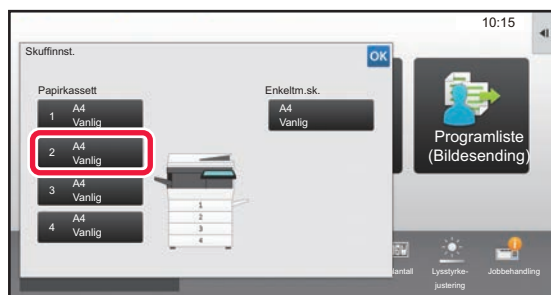 10:15
Skuffinnst.
OK
Papirkassett
Enkeltm.sk.
1 A4
Vanlig
A4
Vanlig
2 A4
Vanlig
3 A4
Vanlig
4 A4
Vanlig
1
2
3
4
Programliste
(Bildesending)
antall
Lysstyrke-
justering
Jobbehandling